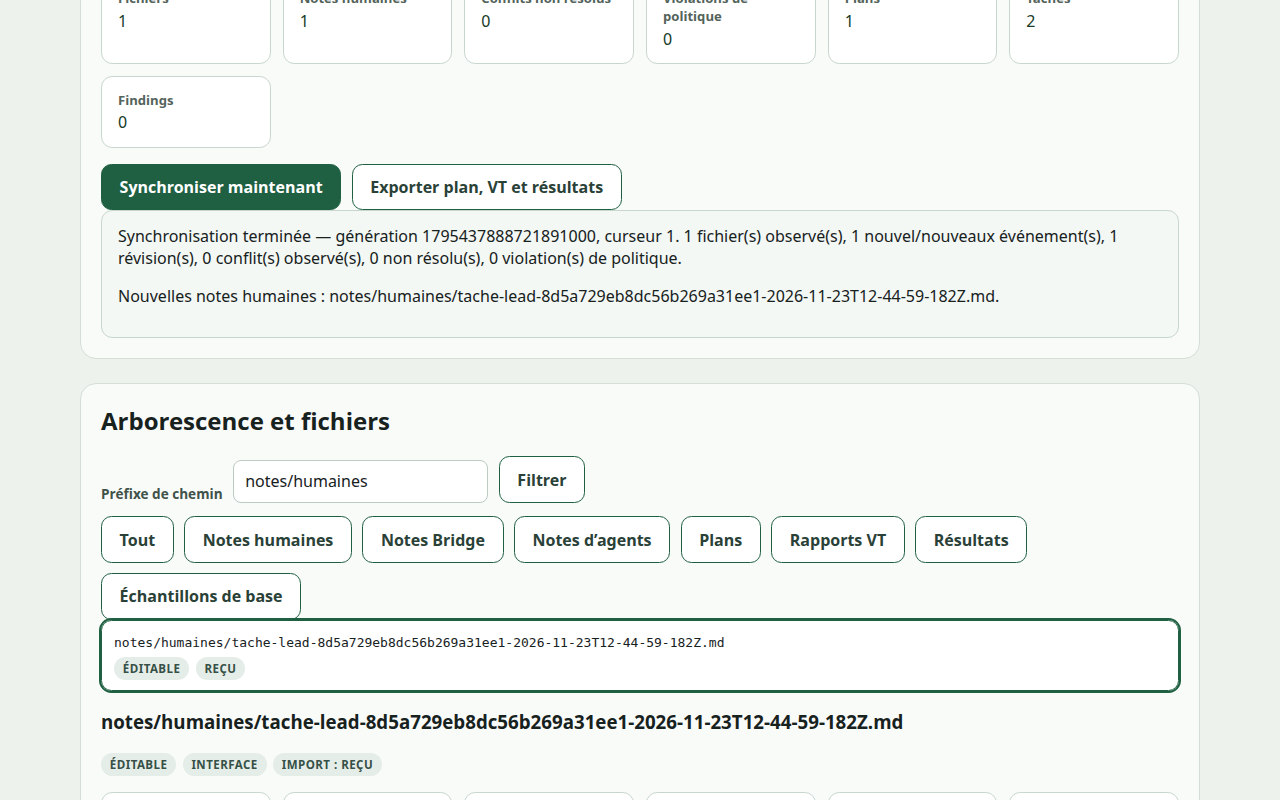 Fichiers
1
Notes humaines
1
Conflits non résolus
0
Violations de
politique
0
Plans
1
Tâches
2
Findings
0
Synchroniser maintenant
Exporter plan, VT et résultats
Synchronisation terminée — génération 1795437888721891000, curseur 1. 1 fichier(s) observé(s), 1 nouvel/nouveaux événement(s), 1
révision(s), 0 conflit(s) observé(s), 0 non résolu(s), 0 violation(s) de politique.
Nouvelles notes humaines : notes/humaines/tache-lead-8d5a729eb8dc56b269a31ee1-2026-11-23T12-44-59-182Z.md.
Arborescence et fichiers
Préfixe de chemin
notes/humaines
Filtrer
Tout
Notes humaines
Notes Bridge
Notes d’agents
Plans
Rapports VT
Résultats
Échantillons de base
notes/humaines/tache-lead-8d5a729eb8dc56b269a31ee1-2026-11-23T12-44-59-182Z.md
ÉDITABLE
REÇU
notes/humaines/tache-lead-8d5a729eb8dc56b269a31ee1-2026-11-23T12-44-59-182Z.md
ÉDITABLE
INTERFACE
IMPORT : REÇU